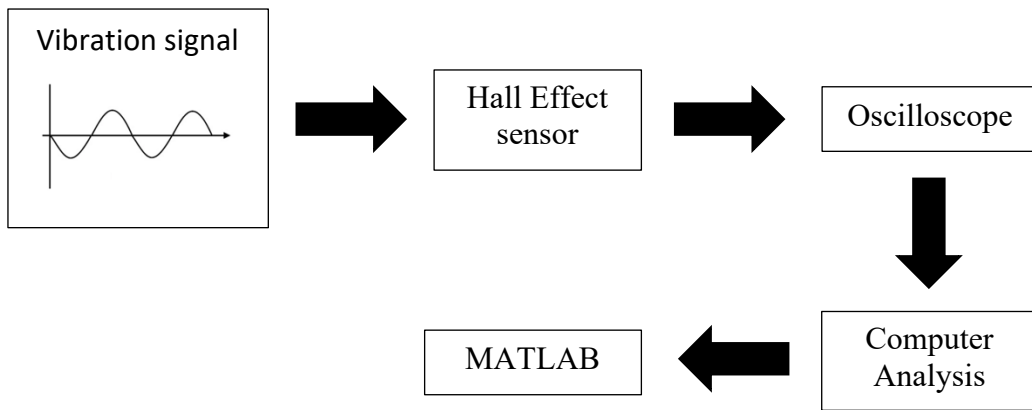 Vibration signal
Hall Effect
sensor
Oscilloscope
Computer
Analysis
MATLAB